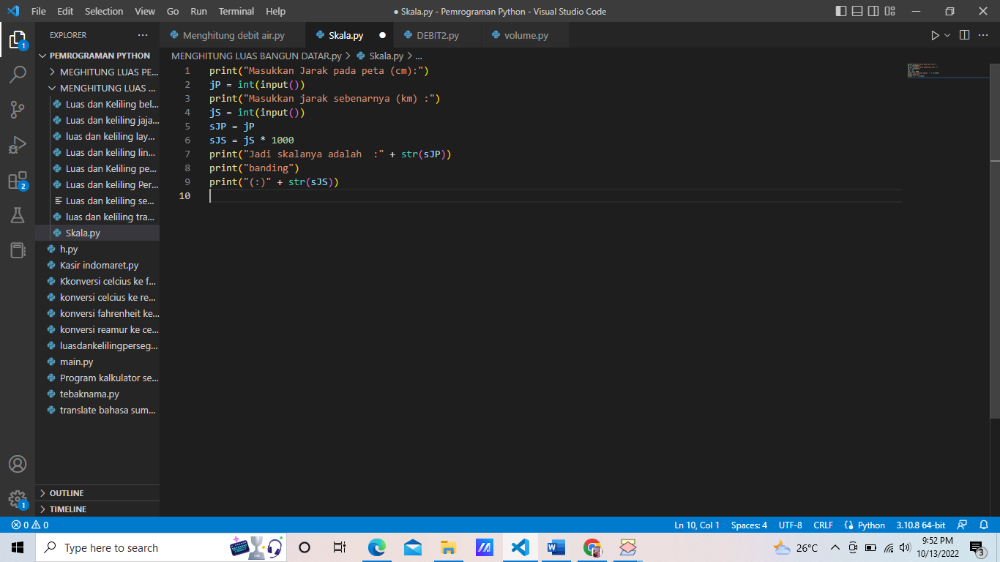 File Edit Selection View Go Run Terminal Help
● Skala.py - Pemrograman Python - Visual Studio Code
EXPLORER
Menghitung debit air.py Skala.py DEBIT2.py volume.py
PEMROGRAMAN PYTHON
MENGHITUNG LUAS BANGUN DATAR.py > Skala.py > ...
MEGHITUNG LUAS PE...
MENGHITUNG LUAS ...
Luas dan Keliling bel...
Luas dan keliling jaja...
luas dan keliling lay...
Luas dan keliling lin...
Luas dan Keliling pe...
Luas dan keliling Per...
Luas dan keliling se...
luas dan keliling tra...
Skala.py
h.py
Kasir indomaret.py
Kkonversi celcius ke f...
konversi celcius ke re...
konversi fahrenheit ke...
konversi reamur ke ce...
luasdankelilingperseg...
main.py
Program kalkulator se...
tebaknama.py
translate bahasa sum...
OUTLINE
TIMELINE
1 print("Masukkan Jarak pada peta (cm):")
2 jP = int(input())
3 print("Masukkan jarak sebenarnya (km) :")
4 jS = int(input())
5 sJP = jP
6 sJS = jS * 1000
7 print("Jadi skalanya adalah  :" + str(sJP))
8 print("banding")
9 print("(:)" + str(sJS))
10
1
2
1
0 0
Ln 10, Col 1 Spaces: 4 UTF-8 CRLF Python 3.10.8 64-bit
Type here to search
26°C
9:52 PM
10/13/2022
3